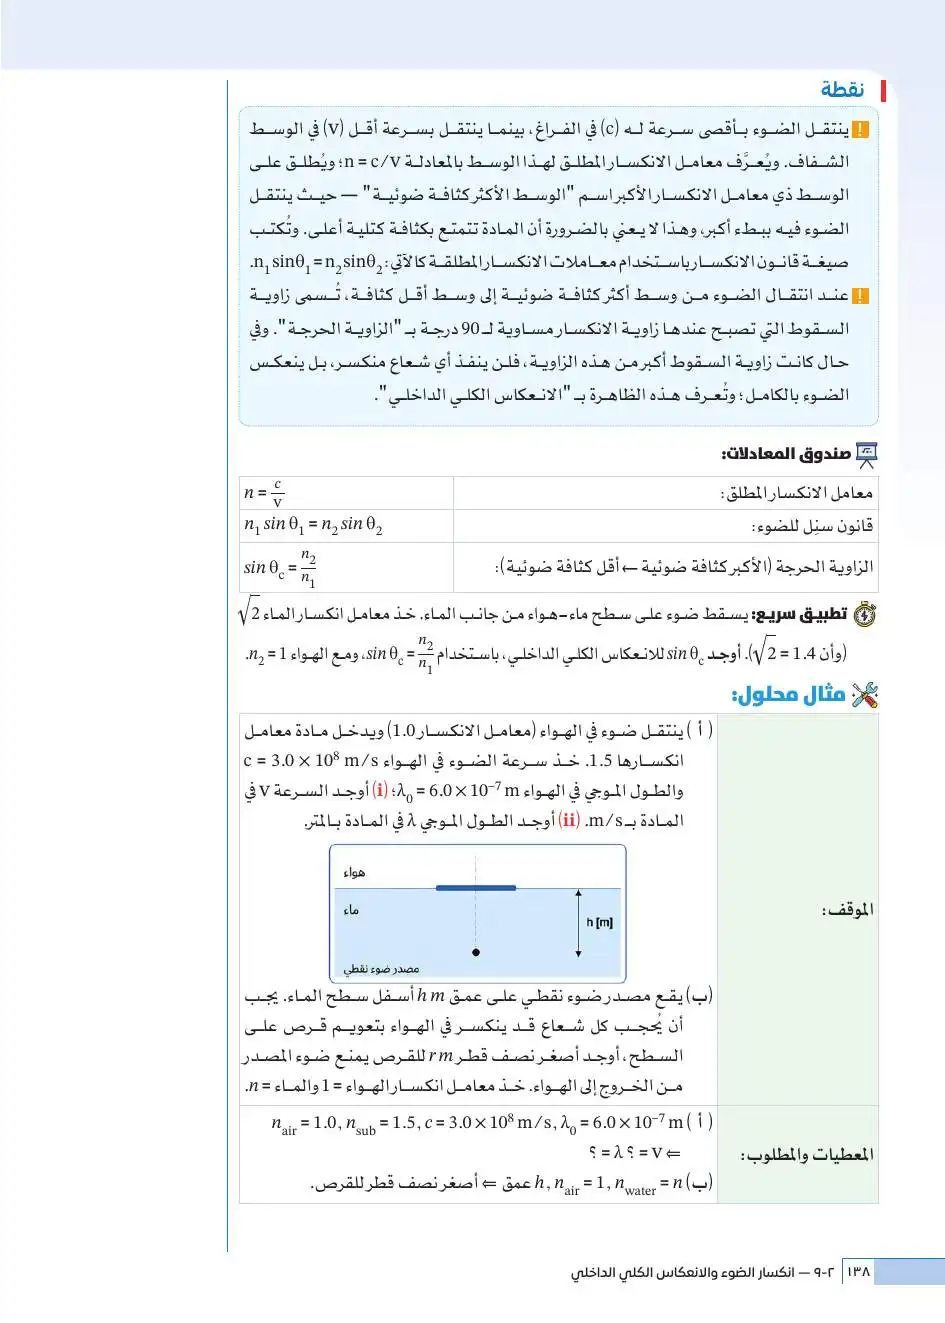 نقطة
ينتقل الضوء بأقصى سرعة له (c) في الفراغ، بينما ينتقل بسرعة أقل (v) في الوسط
الشفاف. ويُعرَّف معامل الانكسار المطلق لهذا الوسط بالمعادلة n = c/v؛ ويُطلق على
الوسط ذي معامل الانكسار الأكبر اسم "الوسط الأكثر كثافة ضوئية" — حيث ينتقل
الضوء فيه ببطء أكبر، وهذا لا يعني بالضرورة أن المادة تتمتع بكثافة كتلية أعلى. وتُكتب
صيغة قانون الانكسار باستخدام معاملات الانكسار المطلقة كالآتي: n₁sinθ₁ = n₂sinθ₂.
عند انتقال الضوء من وسط أكثر كثافة ضوئية إلى وسط أقل كثافة، تُسمى زاوية
السقوط التي تصبح عندها زاوية الانكسار مساوية لـ 90 درجة بـ "الزاوية الحرجة". وفي
حال كانت زاوية السقوط أكبر من هذه الزاوية، فلن ينفذ أي شعاع منكسر، بل ينعكس
الضوء بالكامل؛ وتُعرف هذه الظاهرة بـ "الانعكاس الكلي الداخلي".
صندوق المعادلات:
معامل الانكسار المطلق: n = c/v
قانون سنِل للضوء: n₁ sin θ₁ = n₂ sin θ₂
الزاوية الحرجة (الأكبر كثافة ضوئية ← أقل كثافة ضوئية): sin θc = n₂/n₁
تطبيق سريع: يسقط ضوء على سطح ماء-هواء من جانب الماء. خذ معامل انكسار الماء √2
(وأن √2 = 1.4). أوجد sin θc للانعكاس الكلي الداخلي، باستخدام sin θc = n₂/n₁، ومع الهواء n₂ = 1.
مثال محلول:
الموقف:
( أ ) ينتقل ضوء في الهواء (معامل الانكسار 1.0) ويدخل مادة معامل
انكسارها 1.5. خذ سرعة الضوء في الهواء c = 3.0 × 10⁸ m/s
والطول الموجي في الهواء λ₀ = 6.0 × 10⁻⁷ m؛ (i) أوجد السرعة v في
المادة بـ m/s. (ii) أوجد الطول الموجي λ في المادة بالمتر.
هواء
ماء
h [m]
مصدر ضوء نقطي
(ب) يقع مصدر ضوء نقطي على عمق h m أسفل سطح الماء. يجب
أن يُحجب كل شعاع قد ينكسر في الهواء بتعويم قرص على
السطح، أوجد أصغر نصف قطر r m للقرص يمنع ضوء المصدر
من الخروج إلى الهواء. خذ معامل انكسار الهواء = 1 والماء = n.
المعطيات والمطلوب:
( أ ) nair = 1.0, nsub = 1.5, c = 3.0 × 10⁸ m/s, λ₀ = 6.0 × 10⁻⁷ m
⇐ v = ؟ λ = ؟
(ب) h, nair = 1, nwater = n عمق ⇐ أصغر نصف قطر للقرص.
١٣٨ ٢-٩ — انكسار الضوء والانعكاس الكلي الداخلي